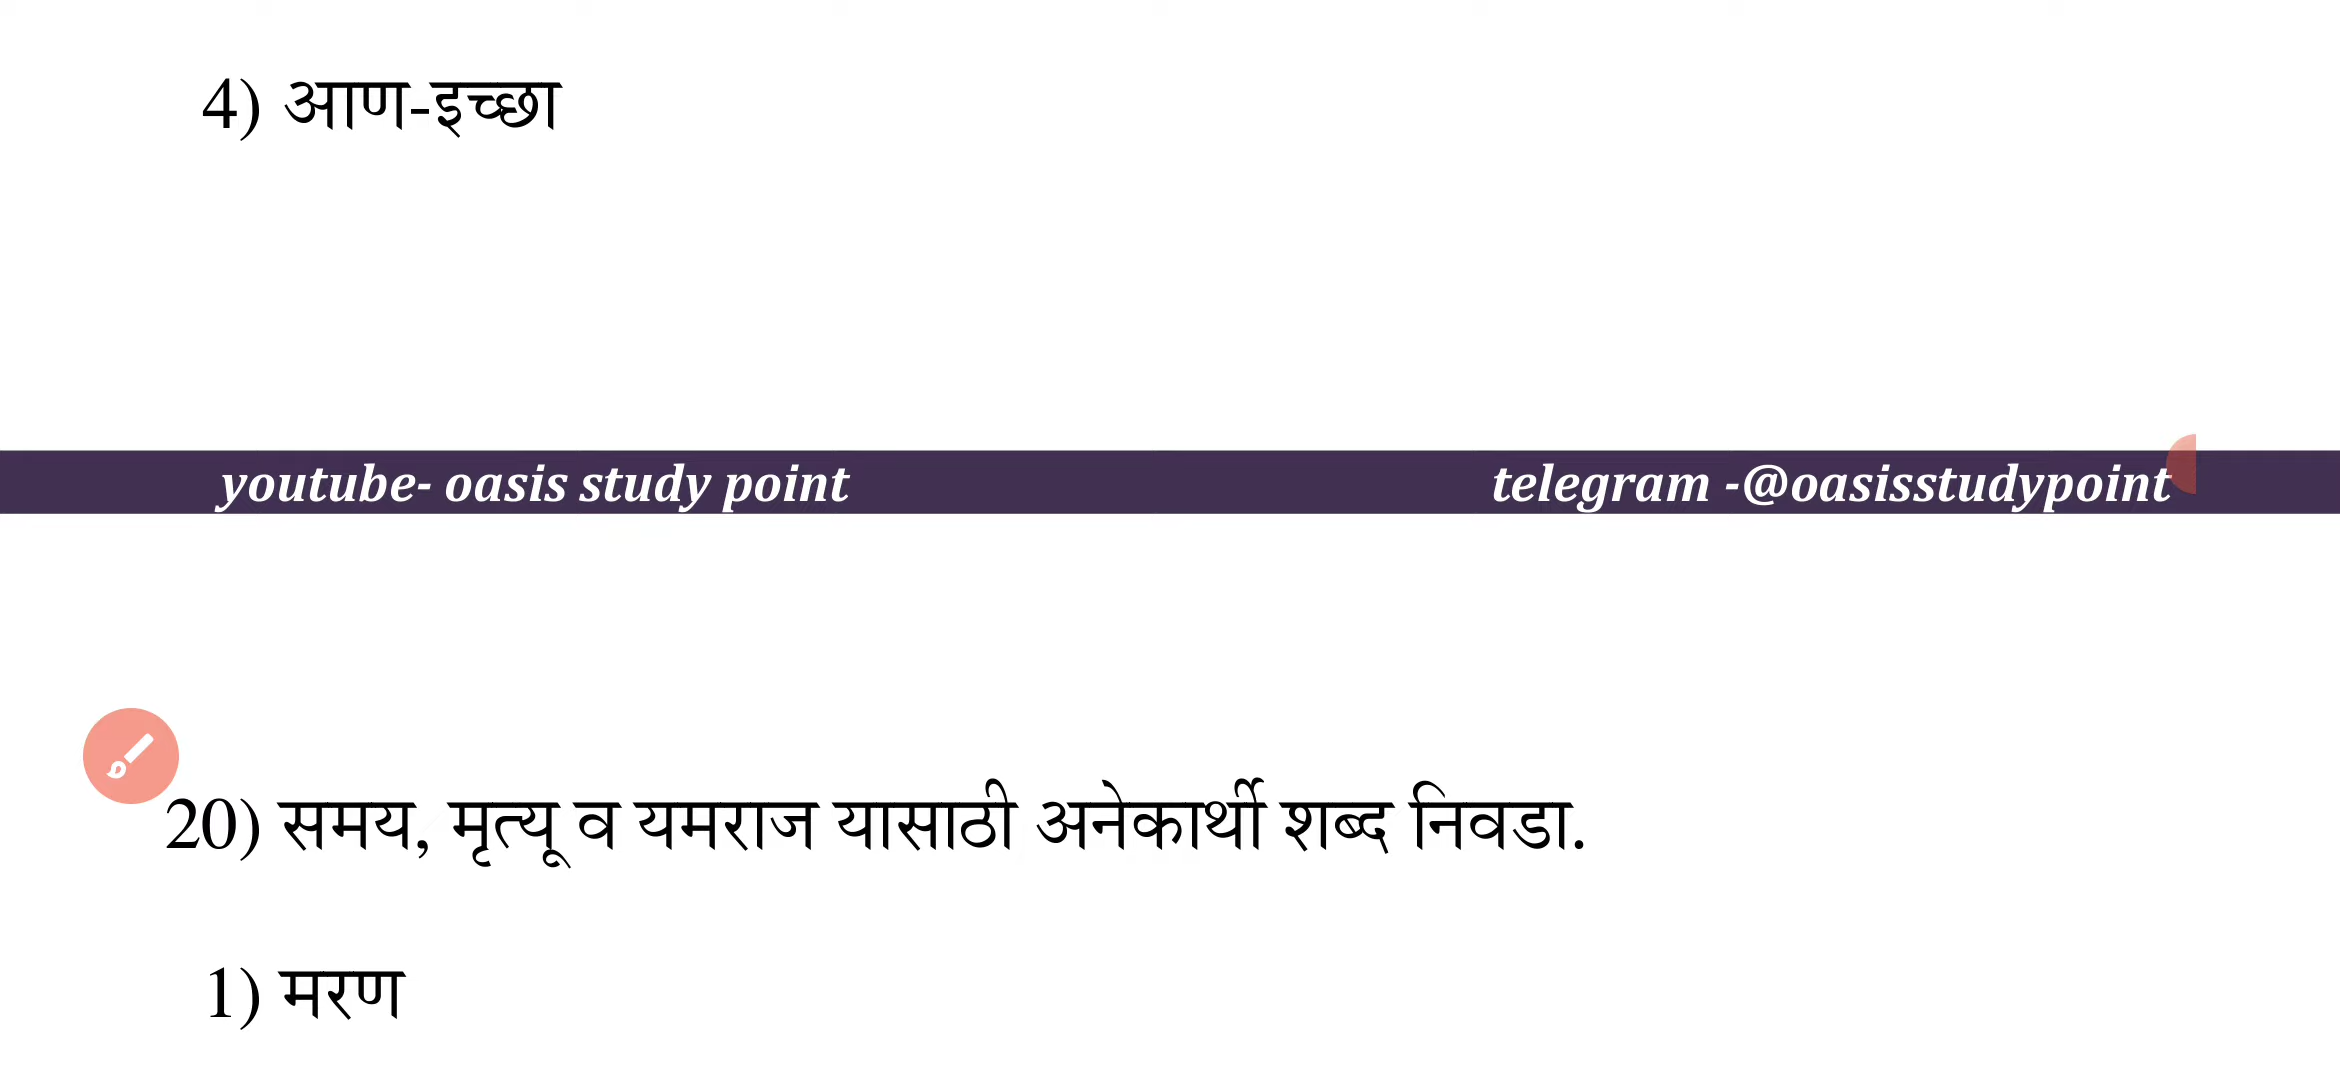 4) आण-इच्छा
youtube- oasis study point telegram -@oasisstudypoint
20) समय, मृत्यू व यमराज यासाठी अनेकार्थी शब्द निवडा.
1) मरण